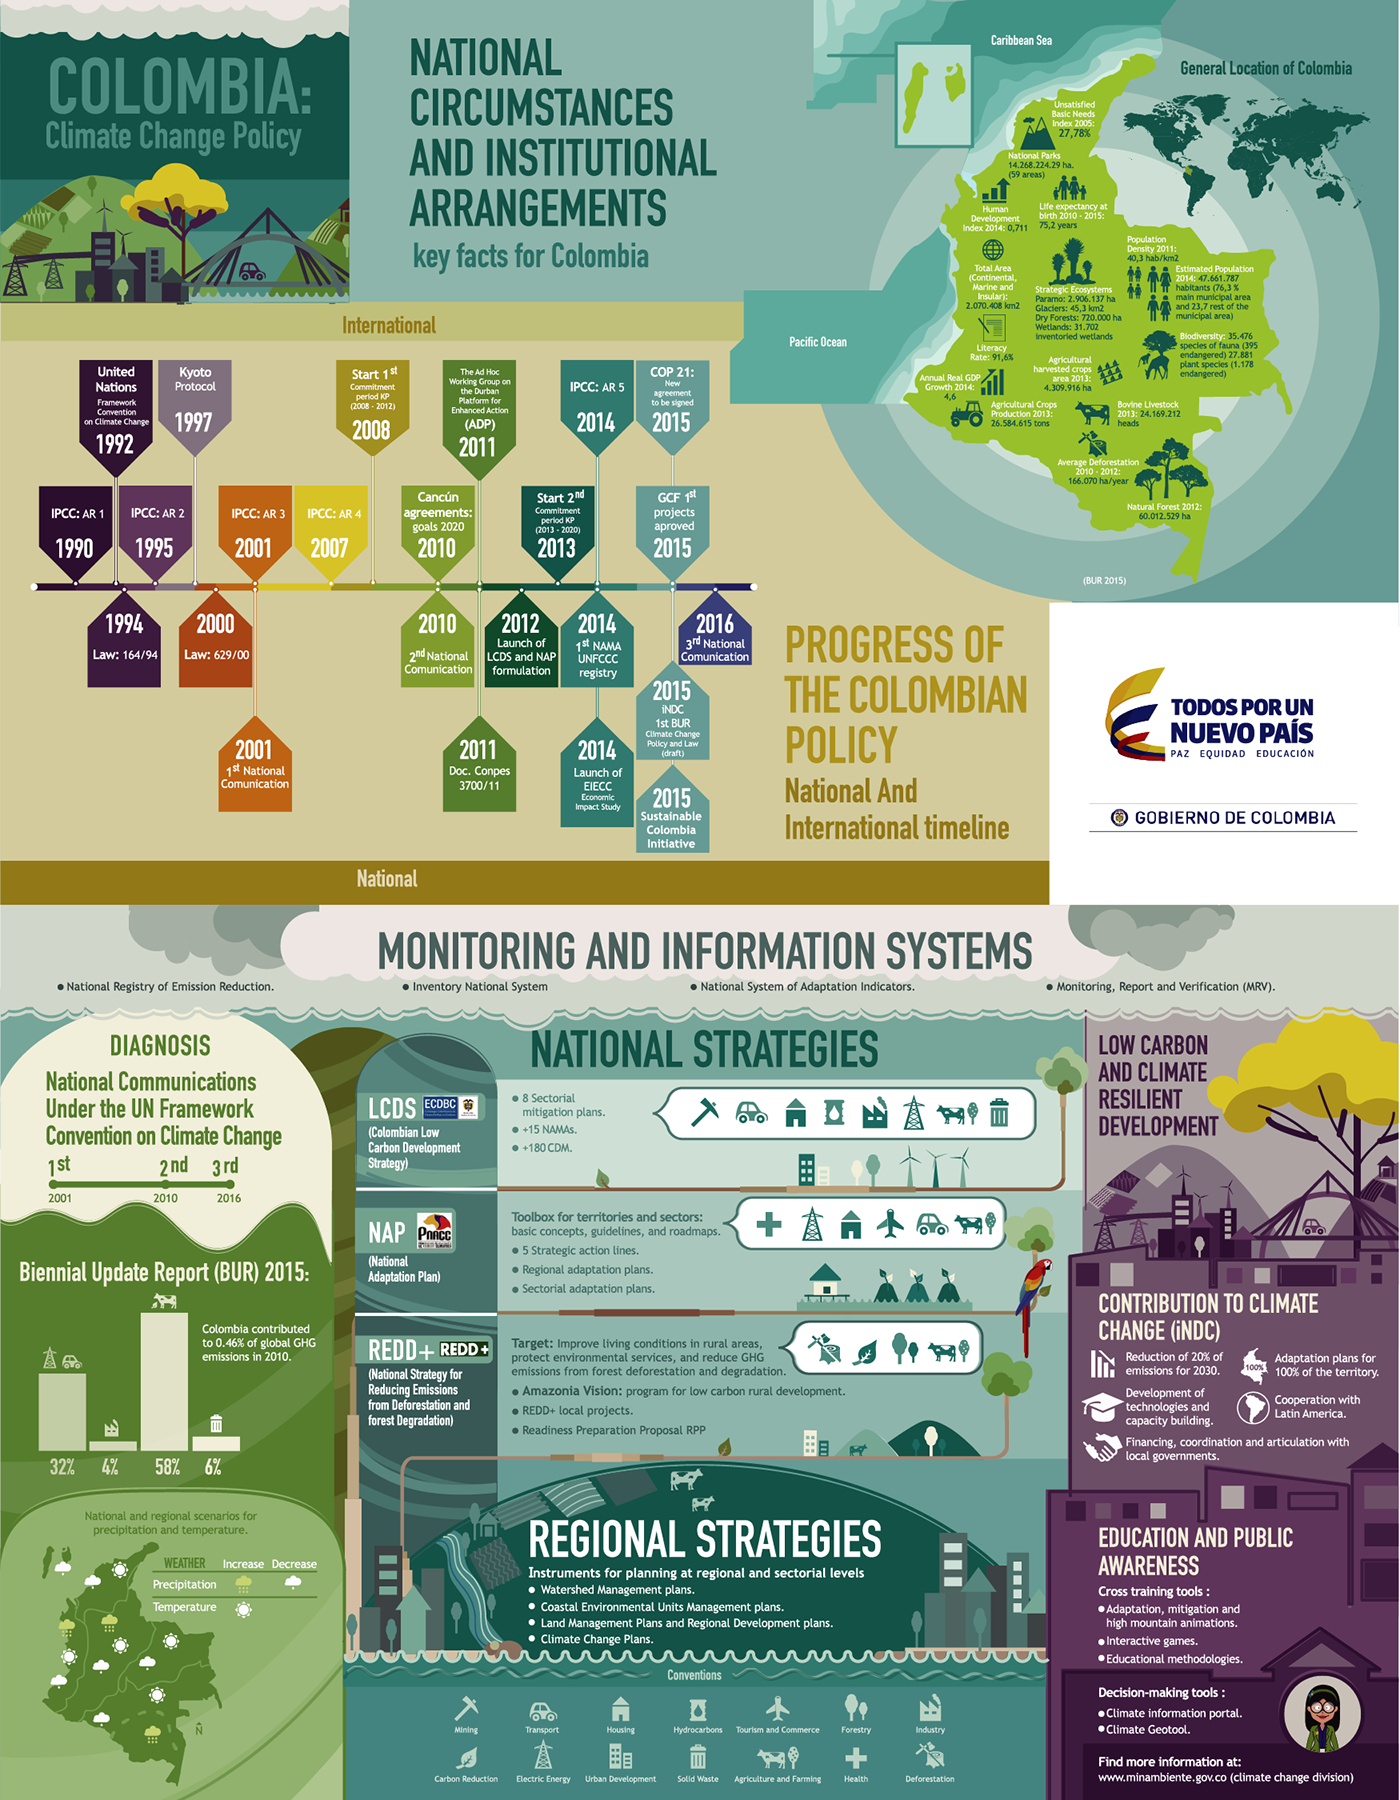 COLOMBIA:
Climate Change Policy
NATIONAL
CIRCUMSTANCES
AND INSTITUTIONAL
ARRANGEMENTS
key facts for Colombia
Caribbean Sea
General Location of Colombia
Pacific Ocean
Unsatisfied
Basic Needs
Index 2005:
27,78%
National Parks
14.268.224.29 ha.
(59 areas)
Human
Development
Index 2014: 0,711
Life expectancy at
birth 2010 - 2015:
75,2 years
Total Area
(Continental,
Marine and
Insular):
2.070.408 km2
Strategic Ecosystems
Paramo: 2.906.137 ha
Glaciers: 45,3 km2
Dry Forests: 720.000 ha
Wetlands: 31.702
inventoried wetlands
Population
Density 2011:
40,3 hab/km2
Estimated Population
2014: 47.661.787
habitants (76,3 %
main municipal area
and 23,7 rest of the
municipal area)
Literacy
Rate: 91,6%
Biodiversity: 35.476
species of fauna (395
endangered) 27.881
plant species (1.178
endangered)
Annual Real GDP
Growth 2014:
4,6
Agricultural
harvested crops
area 2013:
4.309.916 ha
Agricultural Crops
Production 2013:
26.584.615 tons
Bovine Livestock
2013: 24.169.212
heads
Average Deforestation
2010 - 2012:
166.070 ha/year
Natural Forest 2012:
60.012.529 ha
(BUR 2015)
International
United
Nations
Framework
Convention
on Climate Change
1992
Kyoto
Protocol
1997
Start 1st
Commitment
period KP
(2008 - 2012)
2008
The Ad Hoc
Working Group on
the Durban
Platform for
Enhanced Action
(ADP)
2011
IPCC: AR 5
2014
COP 21:
New
agreement
to be signed
2015
IPCC: AR 1
1990
IPCC: AR 2
1995
IPCC: AR 3
2001
IPCC: AR 4
2007
Cancún
agreements:
goals 2020
2010
Start 2nd
Commitment
period KP
(2013 - 2020)
2013
GCF 1st
projects
aproved
2015
1994
Law: 164/94
2000
Law: 629/00
2010
2nd National
Comunication
2012
Launch of
LCDS and NAP
formulation
2014
1st NAMA
UNFCCC
registry
2016
3rd National
Comunication
2001
1st National
Comunication
2011
Doc. Conpes
3700/11
2014
Launch of
EIECC
Economic
Impact Study
2015
iNDC
1st BUR
Climate Change
Policy and Law
(draft)
2015
Sustainable
Colombia
Initiative
National
PROGRESS OF
THE COLOMBIAN
POLICY
National And
International timeline
TODOS POR UN
NUEVO PAÍS
PAZ EQUIDAD EDUCACIÓN
GOBIERNO DE COLOMBIA
MONITORING AND INFORMATION SYSTEMS
• National Registry of Emission Reduction.
• Inventory National System
• National System of Adaptation Indicators.
• Monitoring, Report and Verification (MRV).
DIAGNOSIS
National Communications
Under the UN Framework
Convention on Climate Change
1st 2nd 3rd
2001 2010 2016
Biennial Update Report (BUR) 2015:
Colombia contributed
to 0.46% of global GHG
emissions in 2010.
32% 4% 58% 6%
National and regional scenarios for
precipitation and temperature.
WEATHER Increase Decrease
Precipitation
Temperature
N
NATIONAL STRATEGIES
LCDS ECDBC
(Colombian Low
Carbon Development
Strategy)
• 8 Sectorial
mitigation plans.
• +15 NAMAs.
• +180 CDM.
NAP PNACC
(National
Adaptation Plan)
Toolbox for territories and sectors:
basic concepts, guidelines, and roadmaps.
• 5 Strategic action lines.
• Regional adaptation plans.
• Sectorial adaptation plans.
REDD+ REDD+
(National Strategy for
Reducing Emissions
from Deforestation and
forest Degradation)
Target: Improve living conditions in rural areas,
protect environmental services, and reduce GHG
emissions from forest deforestation and degradation.
• Amazonia Vision: program for low carbon rural development.
• REDD+ local projects.
• Readiness Preparation Proposal RPP
REGIONAL STRATEGIES
Instruments for planning at regional and sectorial levels
• Watershed Management plans.
• Coastal Environmental Units Management plans.
• Land Management Plans and Regional Development plans.
• Climate Change Plans.
Conventions
Mining Transport Housing Hydrocarbons Tourism and Commerce Forestry Industry
Carbon Reduction Electric Energy Urban Development Solid Waste Agriculture and Farming Health Deforestation
LOW CARBON
AND CLIMATE
RESILIENT
DEVELOPMENT
CONTRIBUTION TO CLIMATE
CHANGE (iNDC)
Reduction of 20% of
emissions for 2030.
100%
Adaptation plans for
100% of the territory.
Development of
technologies and
capacity building.
Cooperation with
Latin America.
Financing, coordination and articulation with
local governments.
EDUCATION AND PUBLIC
AWARENESS
Cross training tools :
• Adaptation, mitigation and
high mountain animations.
• Interactive games.
• Educational methodologies.
Decision-making tools :
• Climate information portal.
• Climate Geotool.
Find more information at:
www.minambiente.gov.co (climate change division)